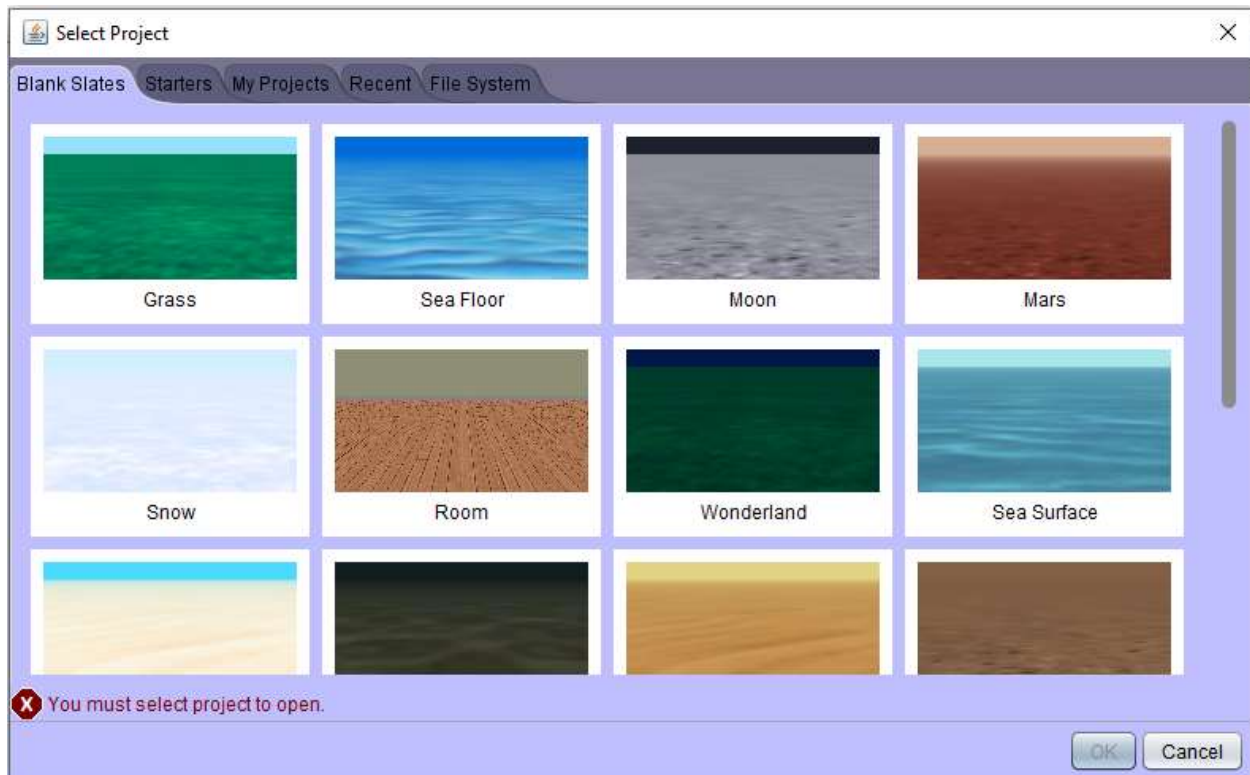 Select Project
Blank Slates Starters My Projects Recent File System
Grass Sea Floor Moon Mars
Snow Room Wonderland Sea Surface
X You must select project to open.
OK Cancel